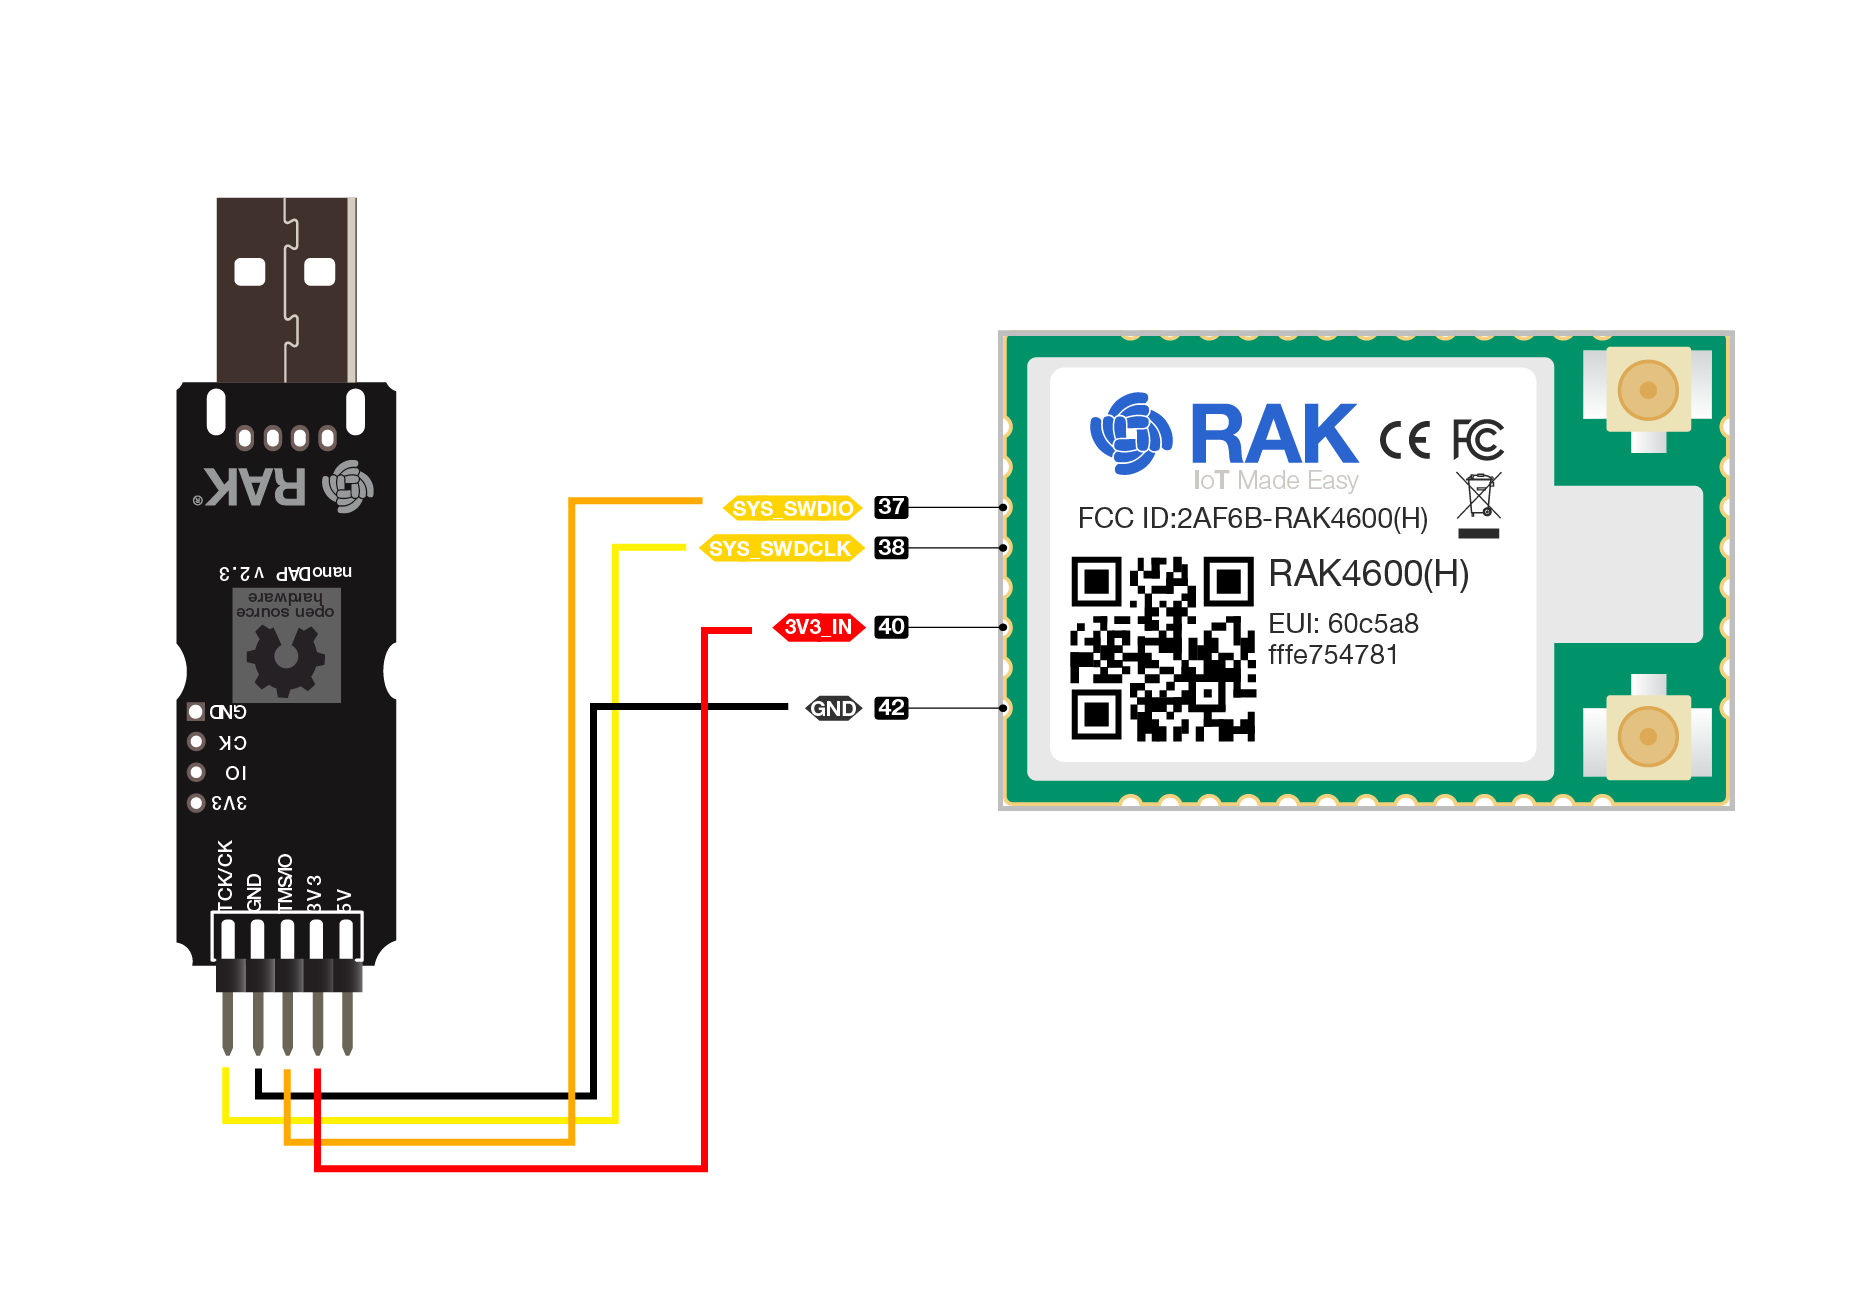 RAK®
nanoDAP v2.3
open source
hardware
GND
CK
IO
3V3
TCK/CK
GND
TMS/IO
3V3
5V
SYS_SWDIO 37
SYS_SWDCLK 38
3V3_IN 40
GND 42
RAK
IoT Made Easy
CE FC
FCC ID:2AF6B-RAK4600(H)
RAK4600(H)
EUI: 60c5a8
fffe754781